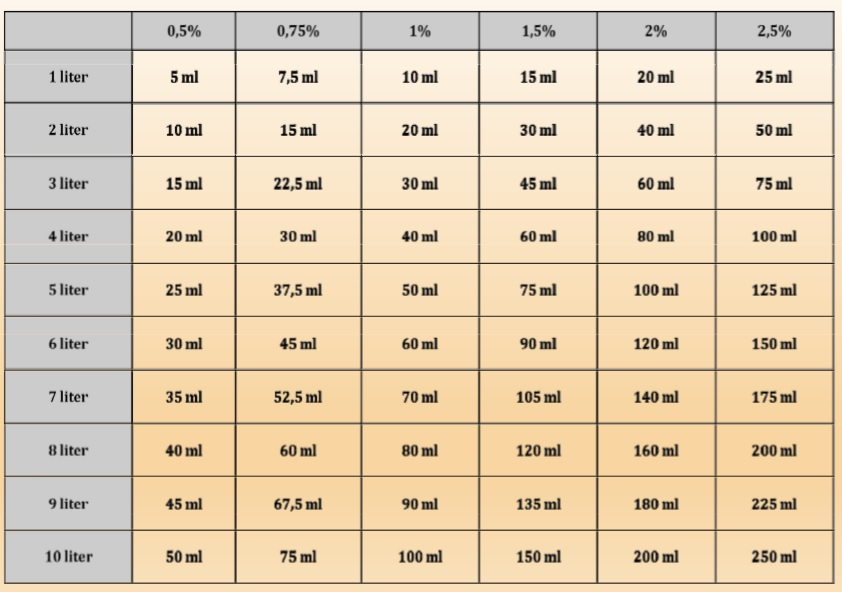 0,5% 0,75% 1% 1,5% 2% 2,5%
1 liter 5 ml 7,5 ml 10 ml 15 ml 20 ml 25 ml
2 liter 10 ml 15 ml 20 ml 30 ml 40 ml 50 ml
3 liter 15 ml 22,5 ml 30 ml 45 ml 60 ml 75 ml
4 liter 20 ml 30 ml 40 ml 60 ml 80 ml 100 ml
5 liter 25 ml 37,5 ml 50 ml 75 ml 100 ml 125 ml
6 liter 30 ml 45 ml 60 ml 90 ml 120 ml 150 ml
7 liter 35 ml 52,5 ml 70 ml 105 ml 140 ml 175 ml
8 liter 40 ml 60 ml 80 ml 120 ml 160 ml 200 ml
9 liter 45 ml 67,5 ml 90 ml 135 ml 180 ml 225 ml
10 liter 50 ml 75 ml 100 ml 150 ml 200 ml 250 ml